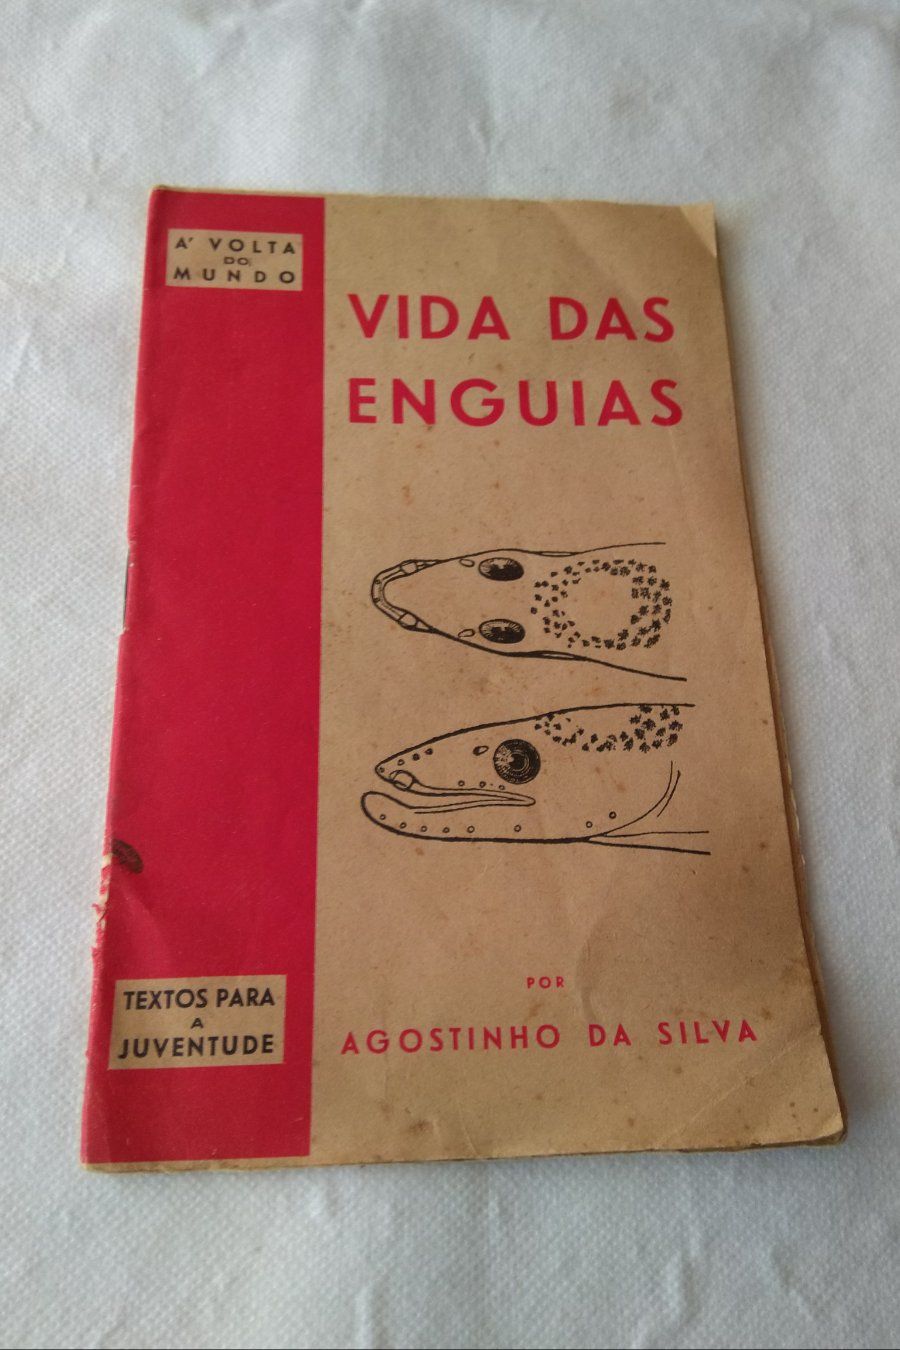 A' VOLTA
DO
MUNDO
VIDA DAS
ENGUIAS
POR
AGOSTINHO DA SILVA
TEXTOS PARA
A
JUVENTUDE